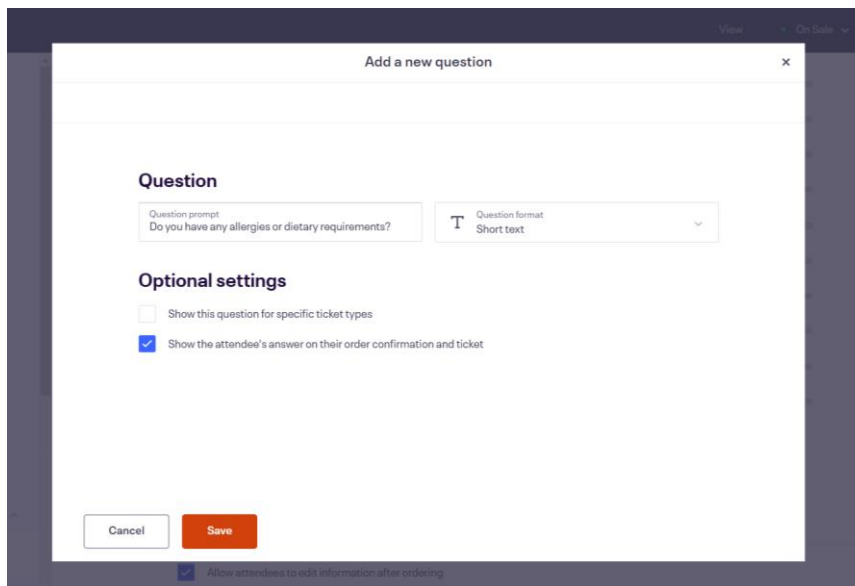 View
On Sale
Add a new question
Question
Question prompt
Do you have any allergies or dietary requirements?
T
Question format
Short text
Optional settings
Show this question for specific ticket types
Show the attendee's answer on their order confirmation and ticket
Cancel
Save
Allow attendees to edit information after ordering